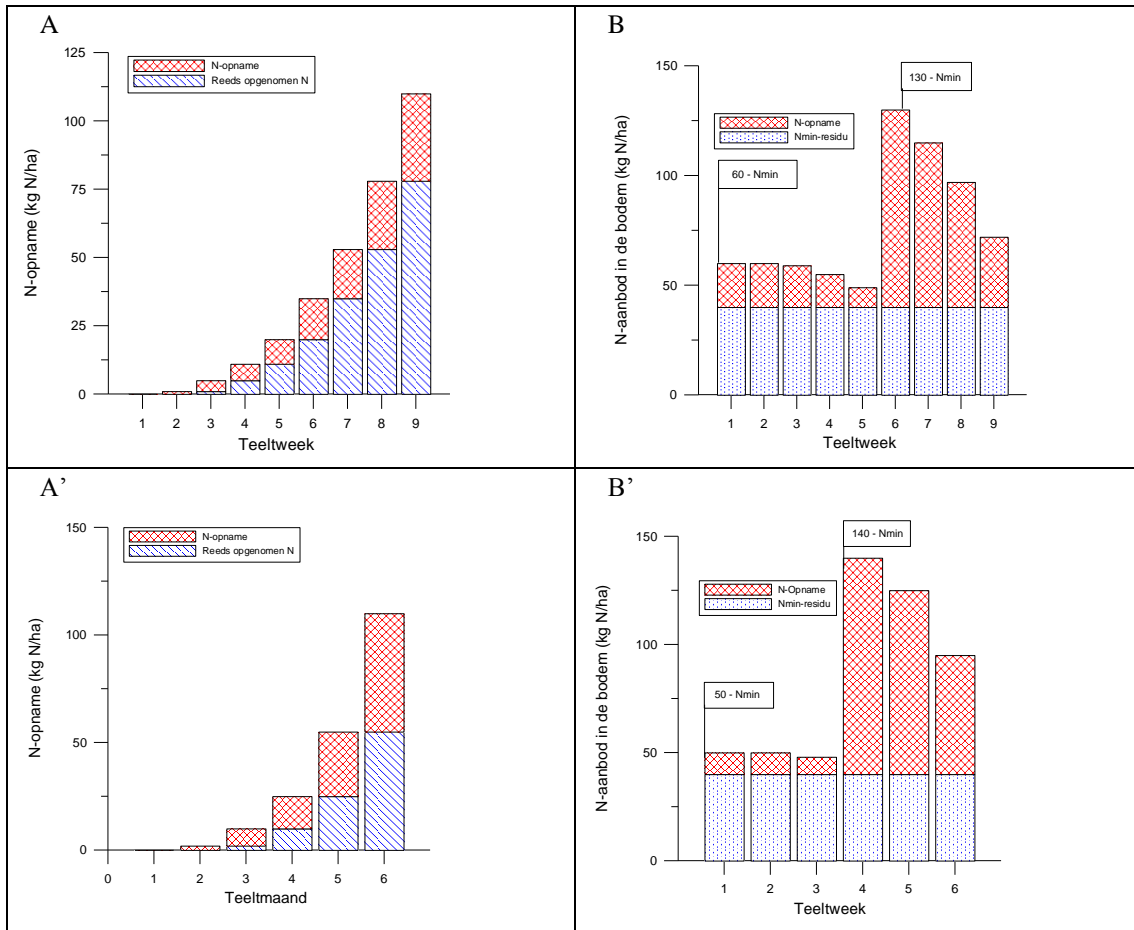 A
N-opname (kg N/ha)
125
100
75
50
25
0
N-opname
Reeds opgenomen N
1 2 3 4 5 6 7 8 9
Teeltweek
B
N-aanbod in de bodem (kg N/ha)
150
100
50
0
130 - Nmin
N-opname
Nmin-residu
60 - Nmin
1 2 3 4 5 6 7 8 9
Teeltweek
A’
N-opname (kg N/ha)
150
100
50
0
N-opname
Reeds opgenomen N
0 1 2 3 4 5 6
Teeltmaand
B’
N-aanbod in de bodem (kg N/ha)
150
100
50
0
140 - Nmin
N-Opname
Nmin-residu
50 - Nmin
1 2 3 4 5 6
Teeltweek